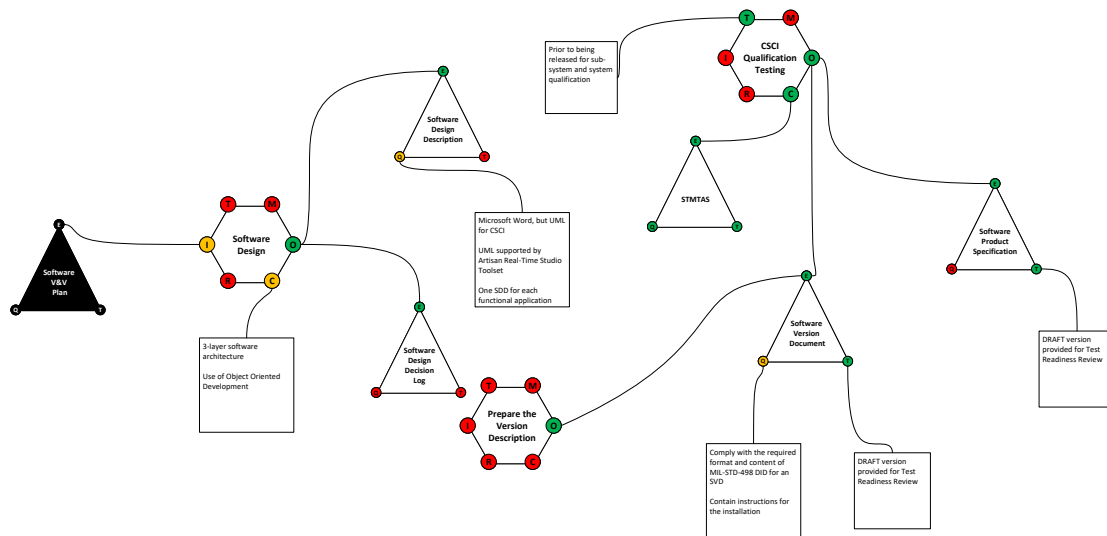 T
M
CSCI
Qualification
Testing
I
O
R
C
Prior to being
released for sub-
system and system
qualification
E
Software
Design
Description
Q
T
E
STMTAS
Q
T
E
Software
Product
Specification
Q
T
T
M
Software
Design
I
O
R
C
E
Software
V&V
Plan
Q
T
Microsoft Word, but UML
for CSCI
UML supported by
Artisan Real-Time Studio
Toolset
One SDD for each
functional application
E
Software
Version
Document
Q
T
E
Software
Design
Decision
Log
Q
T
3-layer software
architecture
Use of Object Oriented
Development
DRAFT version
provided for Test
Readiness Review
T
M
Prepare the
Version
Description
I
O
R
C
Comply with the required
format and content of
MIL-STD-498 DID for an
SVD
Contain instructions for
the installation
DRAFT version
provided for Test
Readiness Review